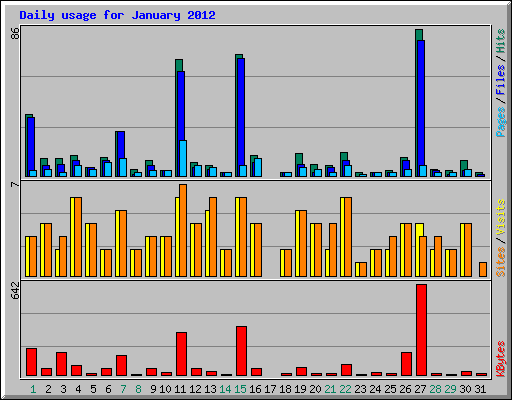 Daily usage for January 2012
86
Pages / Files / Hits
7
Sites / Visits
642
KBytes
1 2 3 4 5 6 7 8 9 10 11 12 13 14 15 16 17 18 19 20 21 22 23 24 25 26 27 28 29 30 31